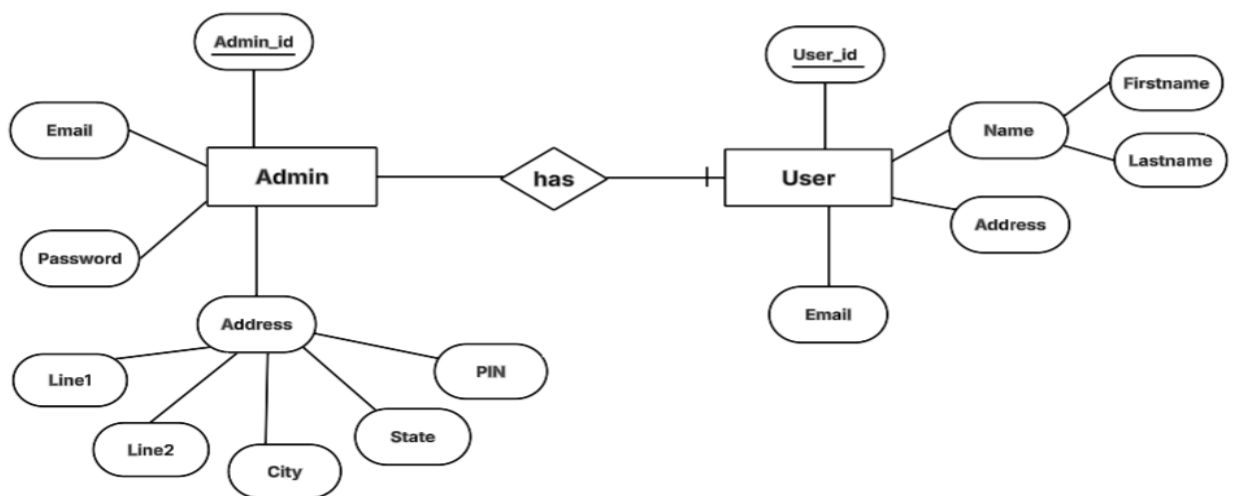 Admin_id
User_id
Firstname
Email
Name
Lastname
Admin
has
User
Address
Password
Email
Address
PIN
Line1
State
Line2
City